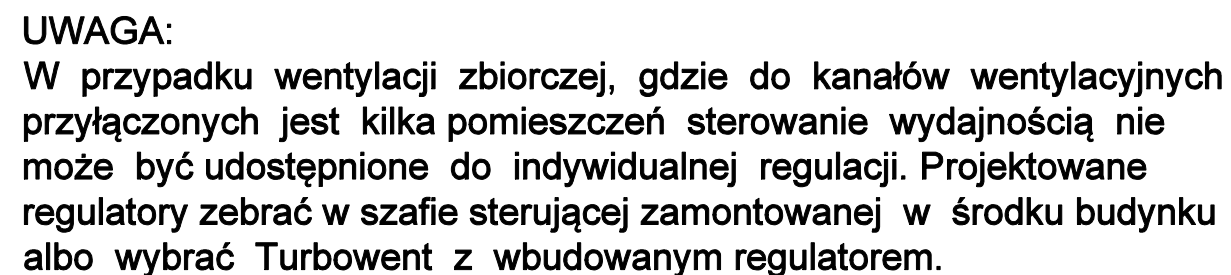 UWAGA:
W przypadku wentylacji zbiorczej, gdzie do kanałów wentylacyjnych
przyłączonych jest kilka pomieszczeń sterowanie wydajnością nie
może być udostępnione do indywidualnej regulacji. Projektowane
regulatory zebrać w szafie sterującej zamontowanej w środku budynku
albo wybrać Turbowent z wbudowanym regulatorem.